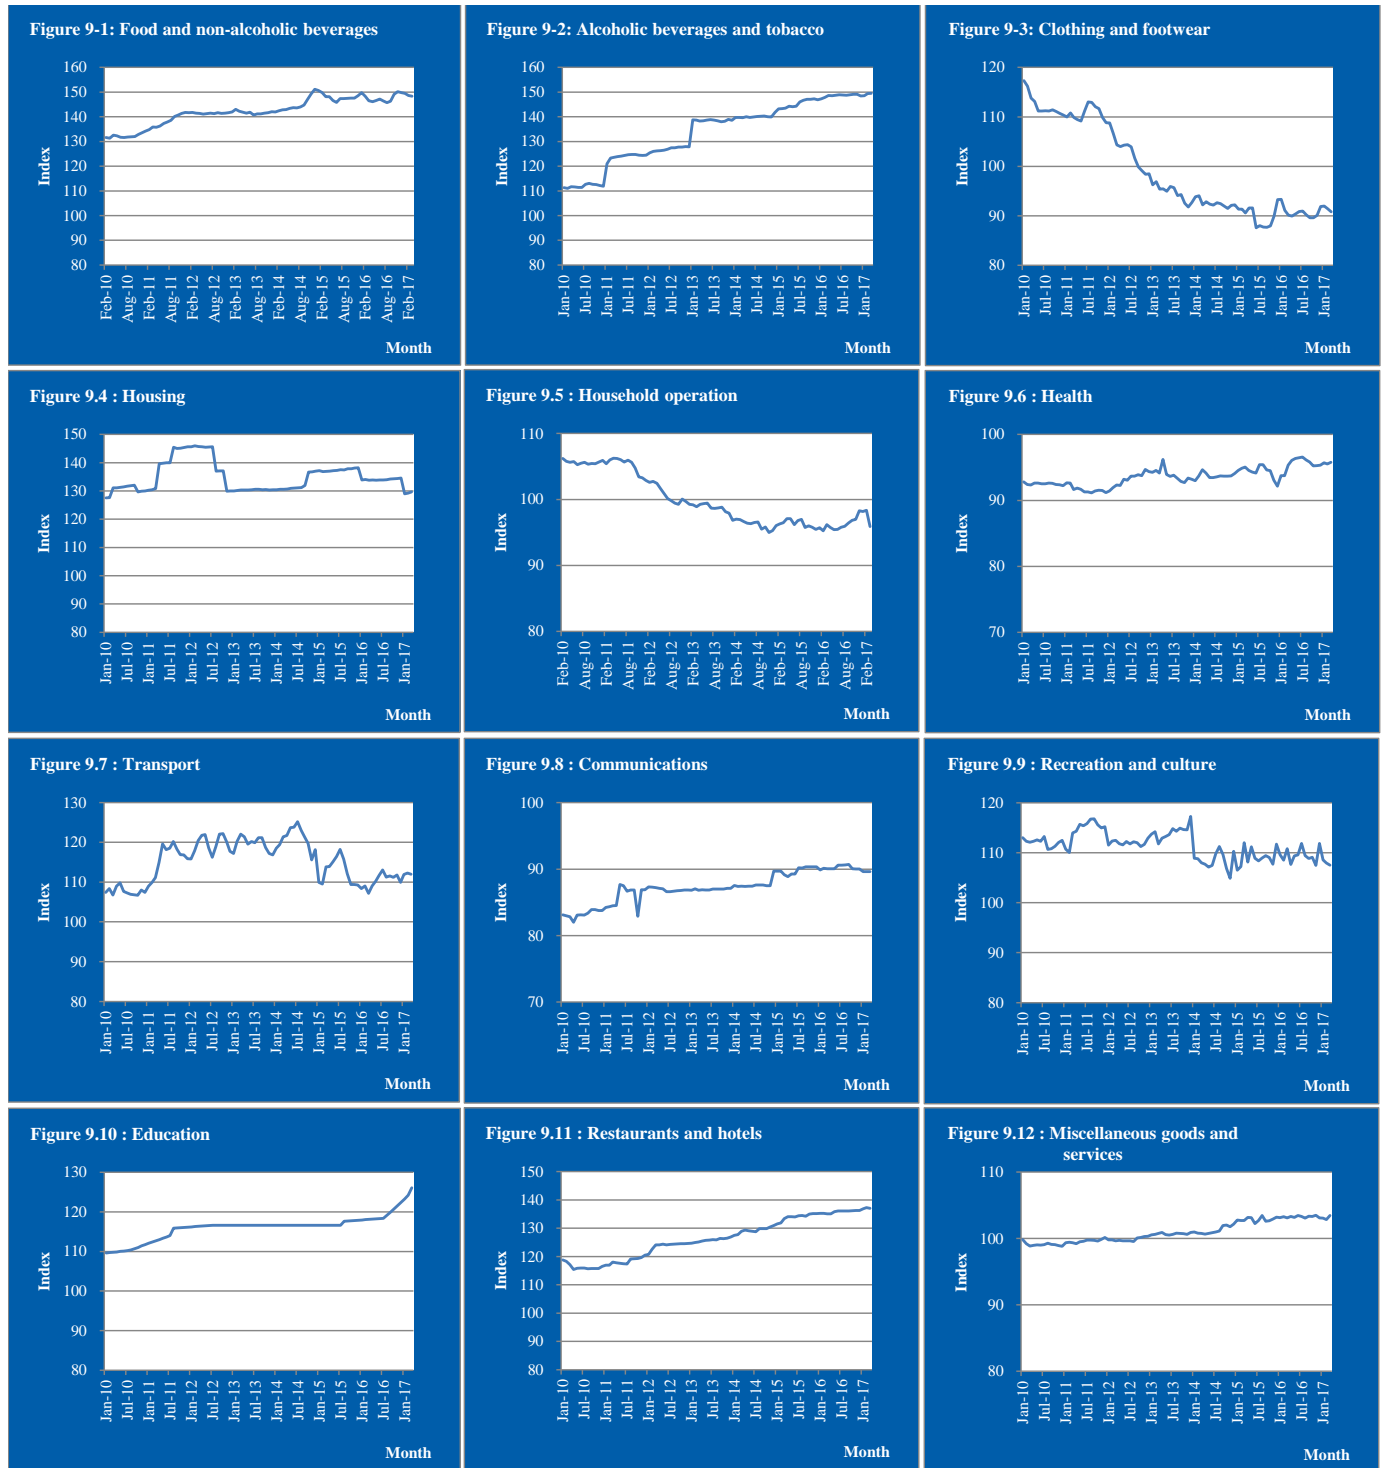 Figure 9-1: Food and non-alcoholic beverages
160
150
140
130
120
110
100
90
80
Index
Feb-10
Aug-10
Feb-11
Aug-11
Feb-12
Aug-12
Feb-13
Aug-13
Feb-14
Aug-14
Feb-15
Aug-15
Feb-16
Aug-16
Feb-17
Month
Figure 9-2: Alcoholic beverages and tobacco
160
150
140
130
120
110
100
90
80
Index
Jan-10
Jul-10
Jan-11
Jul-11
Jan-12
Jul-12
Jan-13
Jul-13
Jan-14
Jul-14
Jan-15
Jul-15
Jan-16
Jul-16
Jan-17
Month
Figure 9-3: Clothing and footwear
120
110
100
90
80
Index
Jan-10
Jul-10
Jan-11
Jul-11
Jan-12
Jul-12
Jan-13
Jul-13
Jan-14
Jul-14
Jan-15
Jul-15
Jan-16
Jul-16
Jan-17
Month
Figure 9.4 : Housing
150
140
130
120
110
100
90
80
Index
Jan-10
Jul-10
Jan-11
Jul-11
Jan-12
Jul-12
Jan-13
Jul-13
Jan-14
Jul-14
Jan-15
Jul-15
Jan-16
Jul-16
Jan-17
Month
Figure 9.5 : Household operation
110
100
90
80
Index
Feb-10
Aug-10
Feb-11
Aug-11
Feb-12
Aug-12
Feb-13
Aug-13
Feb-14
Aug-14
Feb-15
Aug-15
Feb-16
Aug-16
Feb-17
Month
Figure 9.6 : Health
100
90
80
70
Index
Jan-10
Jul-10
Jan-11
Jul-11
Jan-12
Jul-12
Jan-13
Jul-13
Jan-14
Jul-14
Jan-15
Jul-15
Jan-16
Jul-16
Jan-17
Month
Figure 9.7 : Transport
130
120
110
100
90
80
Index
Jan-10
Jul-10
Jan-11
Jul-11
Jan-12
Jul-12
Jan-13
Jul-13
Jan-14
Jul-14
Jan-15
Jul-15
Jan-16
Jul-16
Jan-17
Month
Figure 9.8 : Communications
100
90
80
70
Index
Jan-10
Jul-10
Jan-11
Jul-11
Jan-12
Jul-12
Jan-13
Jul-13
Jan-14
Jul-14
Jan-15
Jul-15
Jan-16
Jul-16
Jan-17
Month
Figure 9.9 : Recreation and culture
120
110
100
90
80
Index
Jan-10
Jul-10
Jan-11
Jul-11
Jan-12
Jul-12
Jan-13
Jul-13
Jan-14
Jul-14
Jan-15
Jul-15
Jan-16
Jul-16
Jan-17
Month
Figure 9.10 : Education
130
120
110
100
90
80
Index
Jan-10
Jul-10
Jan-11
Jul-11
Jan-12
Jul-12
Jan-13
Jul-13
Jan-14
Jul-14
Jan-15
Jul-15
Jan-16
Jul-16
Jan-17
Month
Figure 9.11 : Restaurants and hotels
150
140
130
120
110
100
90
80
Index
Jan-10
Jul-10
Jan-11
Jul-11
Jan-12
Jul-12
Jan-13
Jul-13
Jan-14
Jul-14
Jan-15
Jul-15
Jan-16
Jul-16
Jan-17
Month
Figure 9.12 : Miscellaneous goods and
services
110
100
90
80
Index
Jan-10
Jul-10
Jan-11
Jul-11
Jan-12
Jul-12
Jan-13
Jul-13
Jan-14
Jul-14
Jan-15
Jul-15
Jan-16
Jul-16
Jan-17
Month